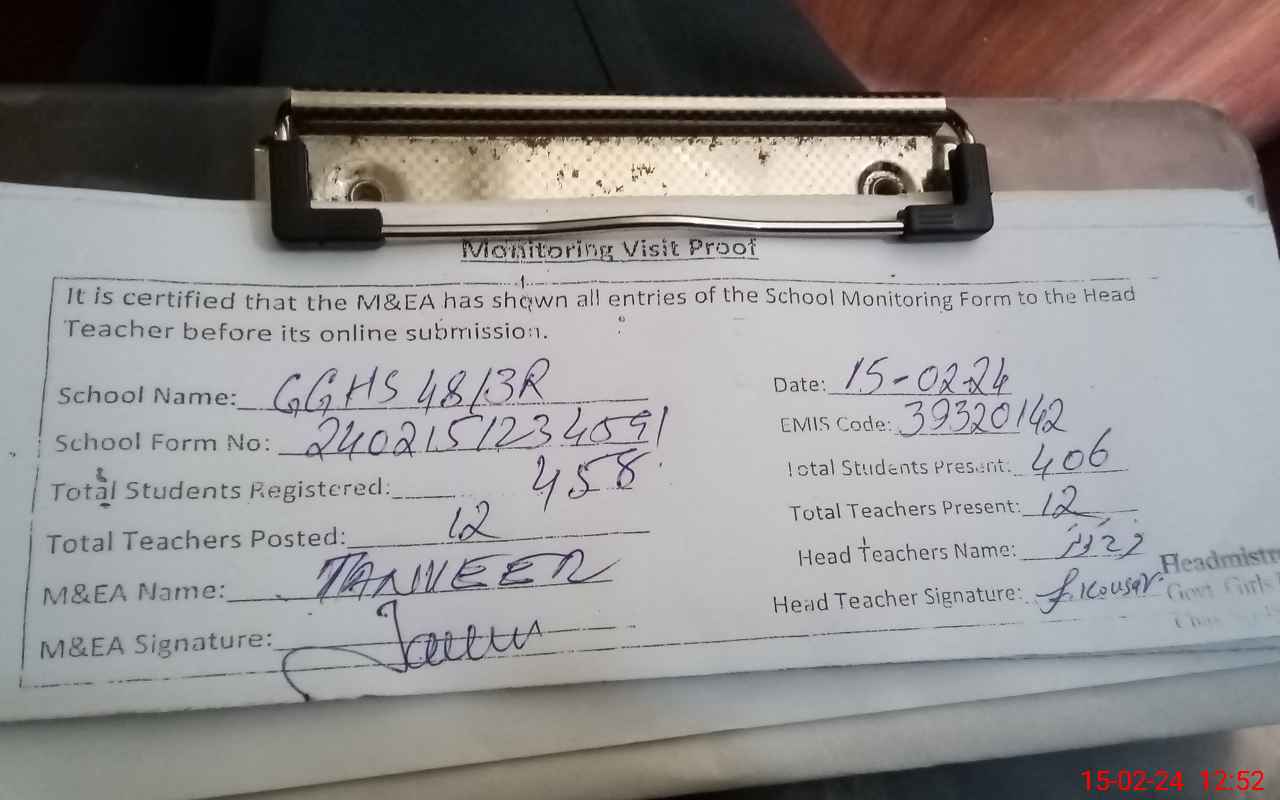 Monitoring Visit Proof
It is certified that the M&EA has shown all entries of the School Monitoring Form to the Head
Teacher before its online submission.
School Name: GGHS 48/3R
Date: 15-02-24
School Form No: 2402151234591
EMIS Code: 39320142
Total Students Registered: 458
Total Students Present: 406
Total Teachers Posted: 12
Total Teachers Present: 12
M&EA Name: TANVEER
Head Teachers Name:
M&EA Signature:
Head Teacher Signature: f.Kousar
Headmistr
Govt Girls
15-02-24 12:52